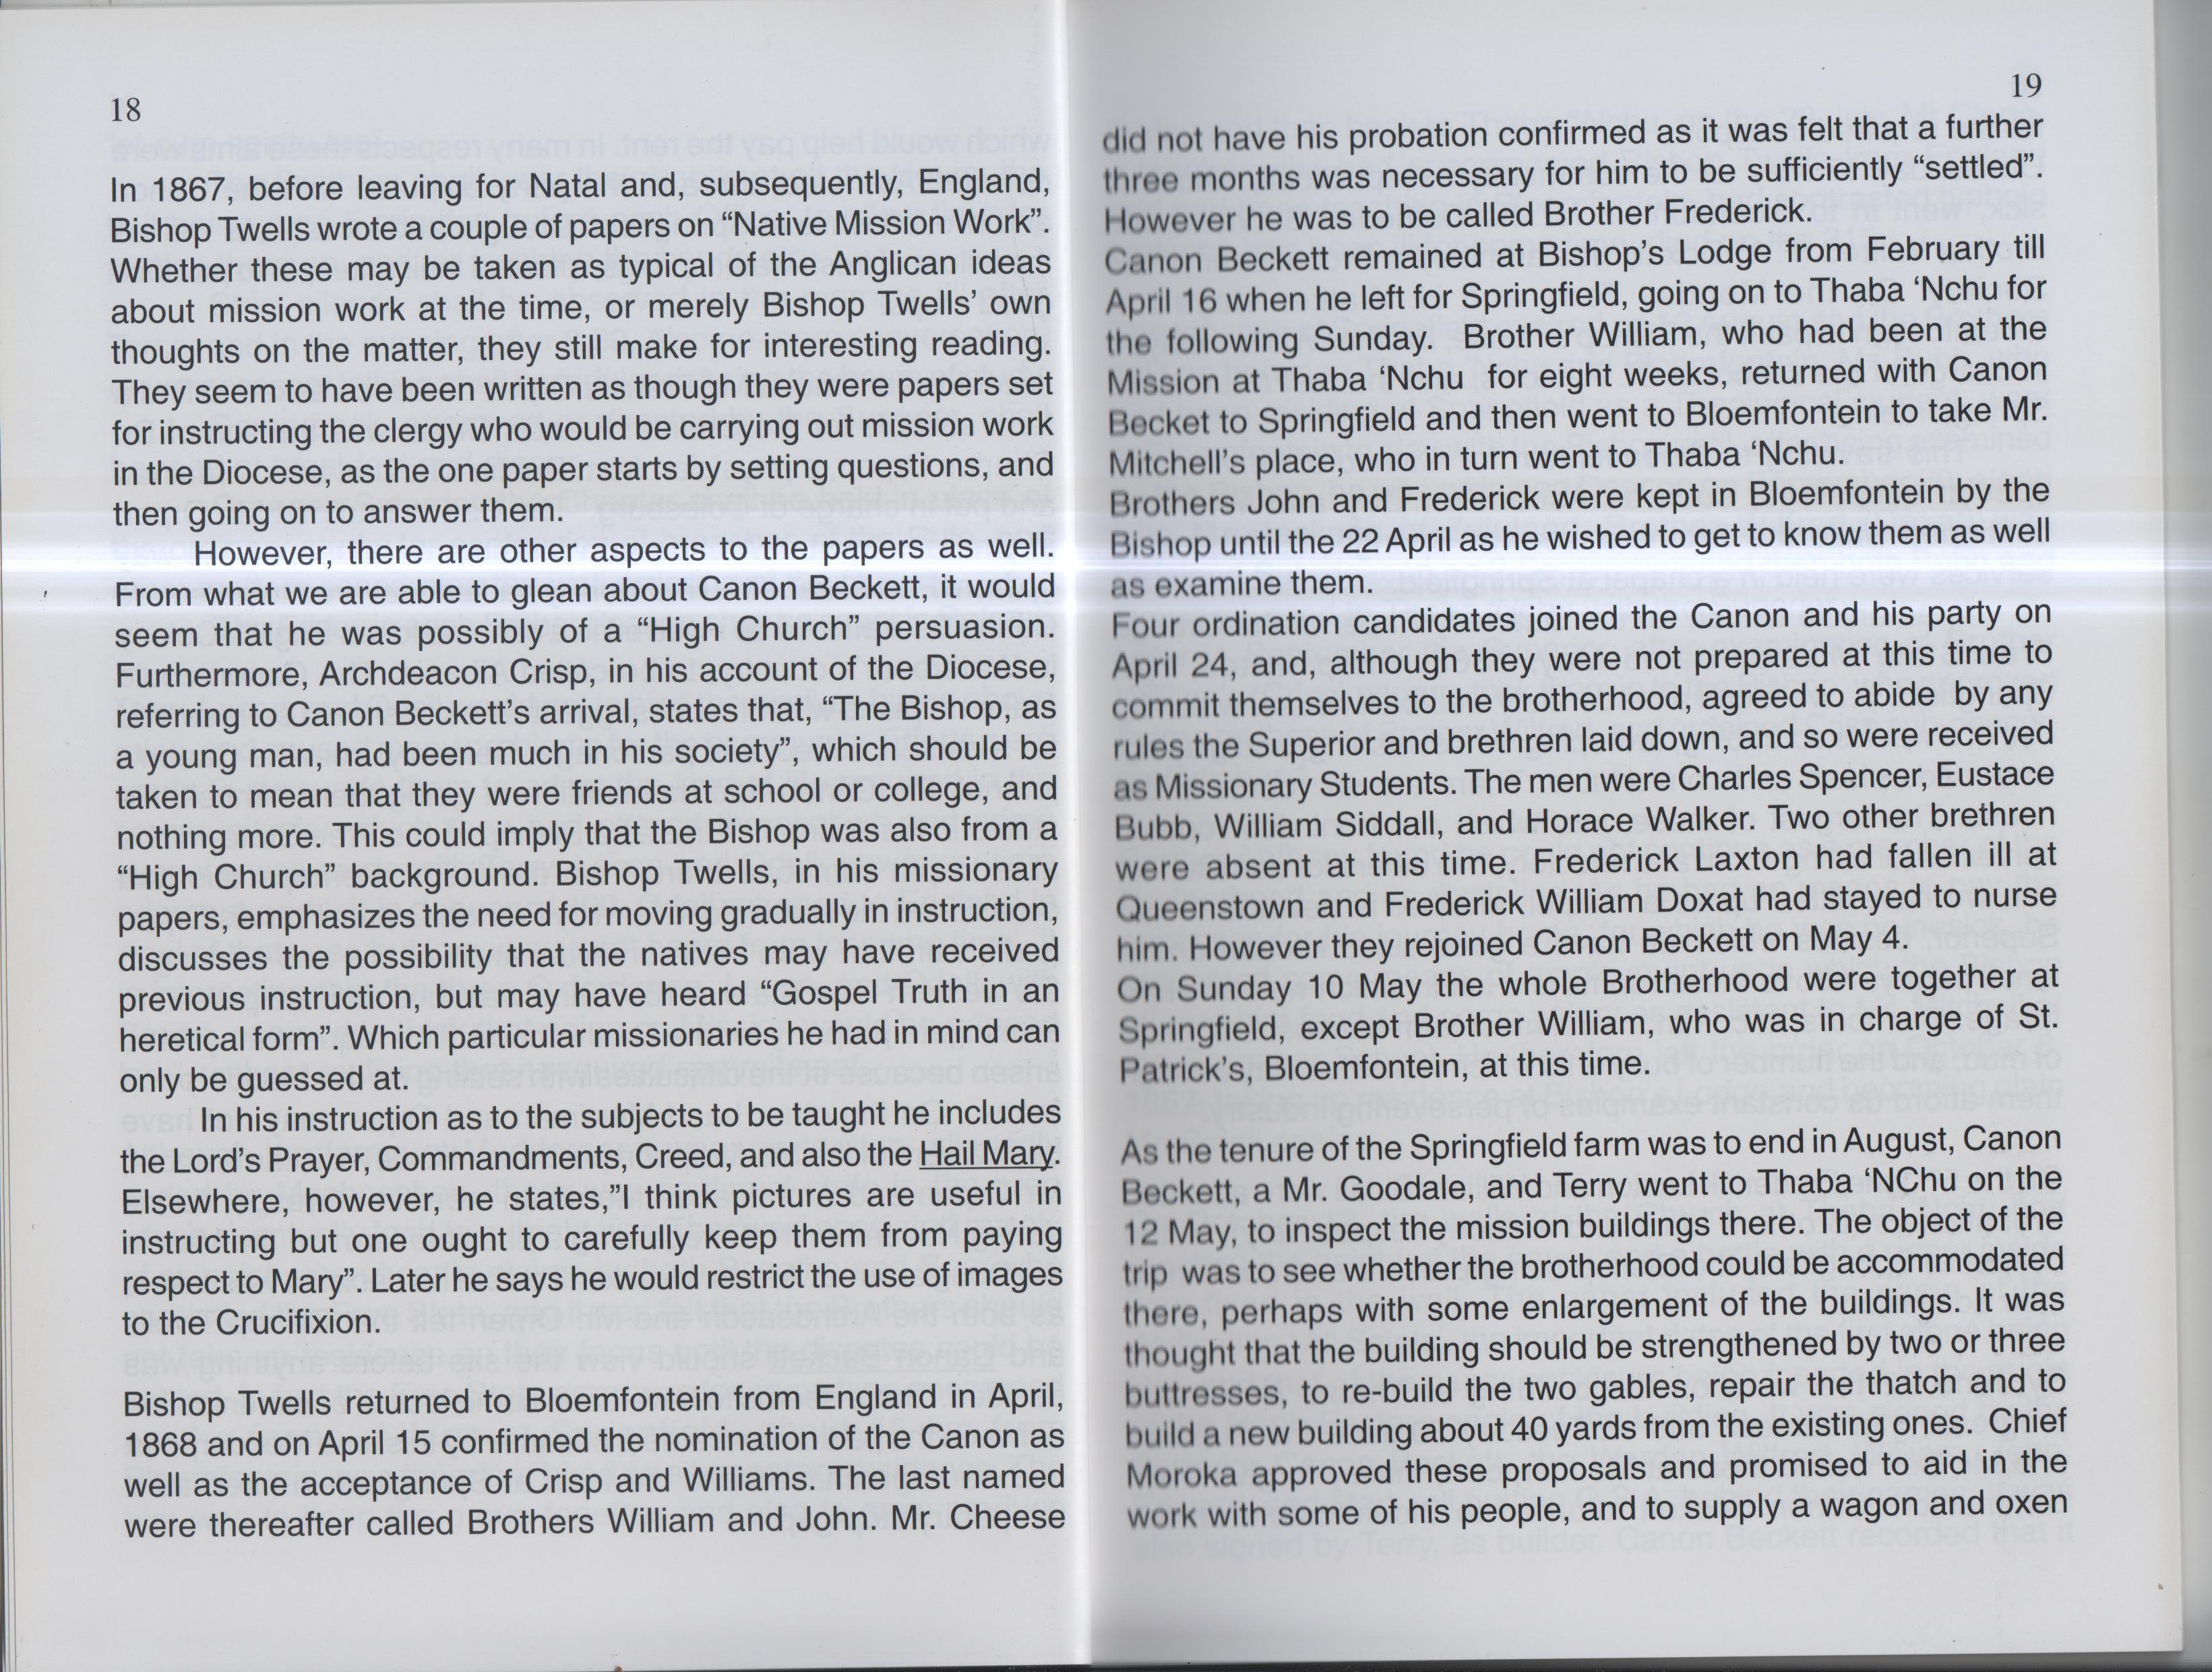 18
In 1867, before leaving for Natal and, subsequently, England,
Bishop Twells wrote a couple of papers on “Native Mission Work”.
Whether these may be taken as typical of the Anglican ideas
about mission work at the time, or merely Bishop Twells’ own
thoughts on the matter, they still make for interesting reading.
They seem to have been written as though they were papers set
for instructing the clergy who would be carrying out mission work
in the Diocese, as the one paper starts by setting questions, and
then going on to answer them.
However, there are other aspects to the papers as well.
From what we are able to glean about Canon Beckett, it would
seem that he was possibly of a “High Church” persuasion.
Furthermore, Archdeacon Crisp, in his account of the Diocese,
referring to Canon Beckett’s arrival, states that, “The Bishop, as
a young man, had been much in his society”, which should be
taken to mean that they were friends at school or college, and
nothing more. This could imply that the Bishop was also from a
“High Church” background. Bishop Twells, in his missionary
papers, emphasizes the need for moving gradually in instruction,
discusses the possibility that the natives may have received
previous instruction, but may have heard “Gospel Truth in an
heretical form”. Which particular missionaries he had in mind can
only be guessed at.
In his instruction as to the subjects to be taught he includes
the Lord’s Prayer, Commandments, Creed, and also the Hail Mary.
Elsewhere, however, he states,”I think pictures are useful in
instructing but one ought to carefully keep them from paying
respect to Mary”. Later he says he would restrict the use of images
to the Crucifixion.
Bishop Twells returned to Bloemfontein from England in April,
1868 and on April 15 confirmed the nomination of the Canon as
well as the acceptance of Crisp and Williams. The last named
were thereafter called Brothers William and John. Mr. Cheese
19
did not have his probation confirmed as it was felt that a further
three months was necessary for him to be sufficiently “settled”.
However he was to be called Brother Frederick.
Canon Beckett remained at Bishop’s Lodge from February till
April 16 when he left for Springfield, going on to Thaba ‘Nchu for
the following Sunday. Brother William, who had been at the
Mission at Thaba ‘Nchu for eight weeks, returned with Canon
Becket to Springfield and then went to Bloemfontein to take Mr.
Mitchell’s place, who in turn went to Thaba ‘Nchu.
Brothers John and Frederick were kept in Bloemfontein by the
Bishop until the 22 April as he wished to get to know them as well
as examine them.
Four ordination candidates joined the Canon and his party on
April 24, and, although they were not prepared at this time to
commit themselves to the brotherhood, agreed to abide by any
rules the Superior and brethren laid down, and so were received
as Missionary Students. The men were Charles Spencer, Eustace
Bubb, William Siddall, and Horace Walker. Two other brethren
were absent at this time. Frederick Laxton had fallen ill at
Queenstown and Frederick William Doxat had stayed to nurse
him. However they rejoined Canon Beckett on May 4.
On Sunday 10 May the whole Brotherhood were together at
Springfield, except Brother William, who was in charge of St.
Patrick’s, Bloemfontein, at this time.
As the tenure of the Springfield farm was to end in August, Canon
Beckett, a Mr. Goodale, and Terry went to Thaba ‘NChu on the
12 May, to inspect the mission buildings there. The object of the
trip was to see whether the brotherhood could be accommodated
there, perhaps with some enlargement of the buildings. It was
thought that the building should be strengthened by two or three
buttresses, to re-build the two gables, repair the thatch and to
build a new building about 40 yards from the existing ones. Chief
Moroka approved these proposals and promised to aid in the
work with some of his people, and to supply a wagon and oxen